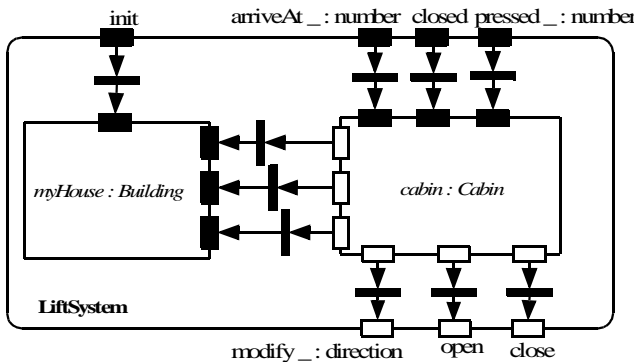 init arriveAt _ : number closed pressed _ : number
myHouse : Building cabin : Cabin
LiftSystem
modify _ : direction open close